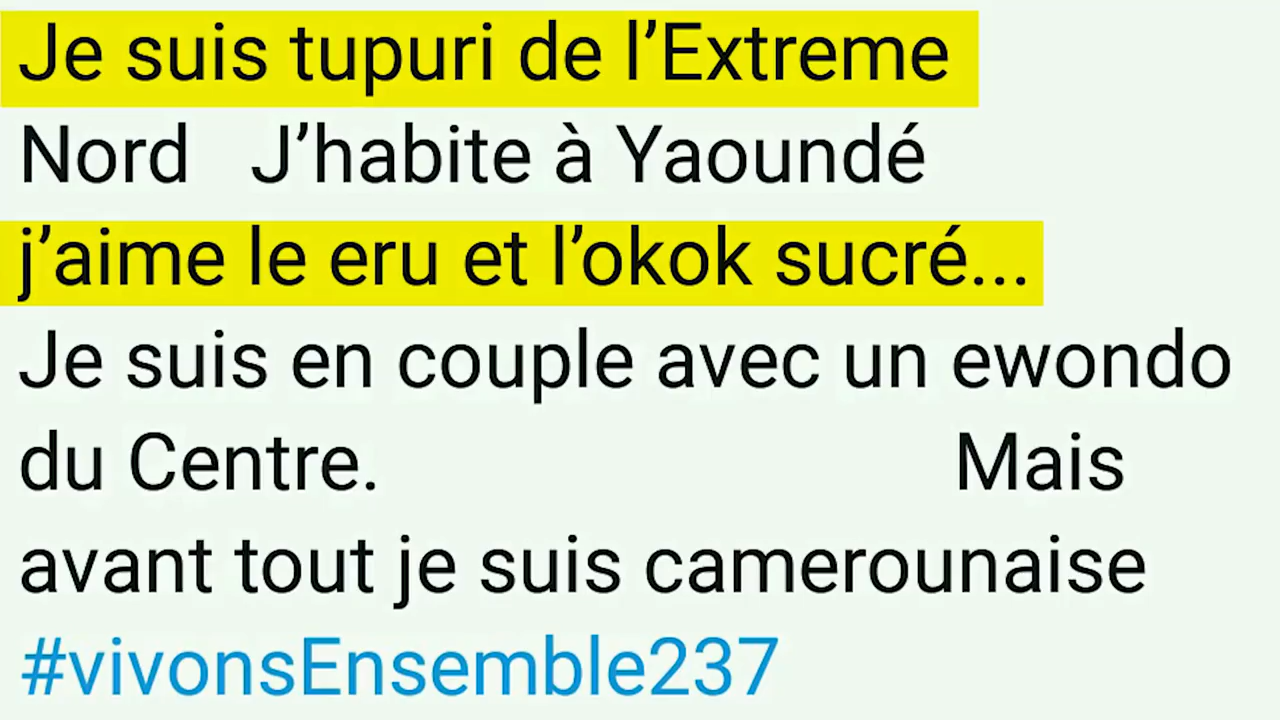 Je suis tupuri de l’Extreme
Nord J’habite à Yaoundé
j’aime le eru et l’okok sucré...
Je suis en couple avec un ewondo
du Centre. Mais
avant tout je suis camerounaise
#vivonsEnsemble237